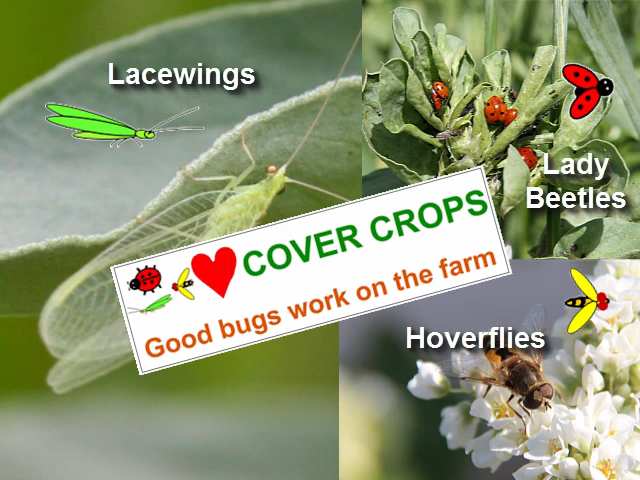 Lacewings
Lady
Beetles
COVER CROPS
Good bugs work on the farm
Hoverflies